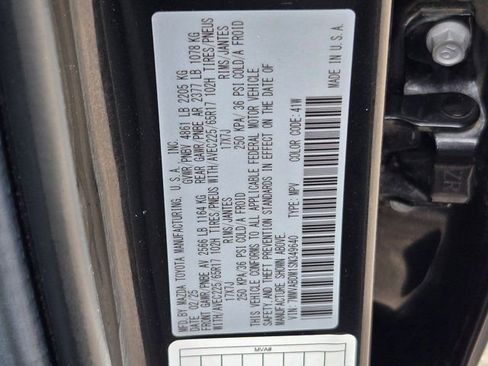 MFD.BY MAZDA TOYOTA MANUFACTURING, U.S.A., INC.
02/25 GVWR/PNBV 4861 LB 2205 KG
FRONT GAWR/PNBE AV 2566 LB 1164 KG REAR GAWR/PNBE AR 2377 LB 1078 KG
WITH/AVEC225/65R17 102H TIRES/PNEUS WITH/AVEC225/65R17 102H TIRES/PNEUS
17X7J RIMS/JANTES 17X7J RIMS/JANTES
250 KPA/ 36 PSI COLD/A FROID 250 KPA/ 36 PSI COLD/A FROID
THIS VEHICLE CONFORMS TO ALL APPLICABLE FEDERAL MOTOR VEHICLE
SAFETY AND THEFT PREVENTION STANDARDS IN EFFECT ON THE DATE OF
MANUFACTURE SHOWN ABOVE.
TYPE: MPV COLOR CODE: 41W MADE IN U.S.A.
MVA#
VR